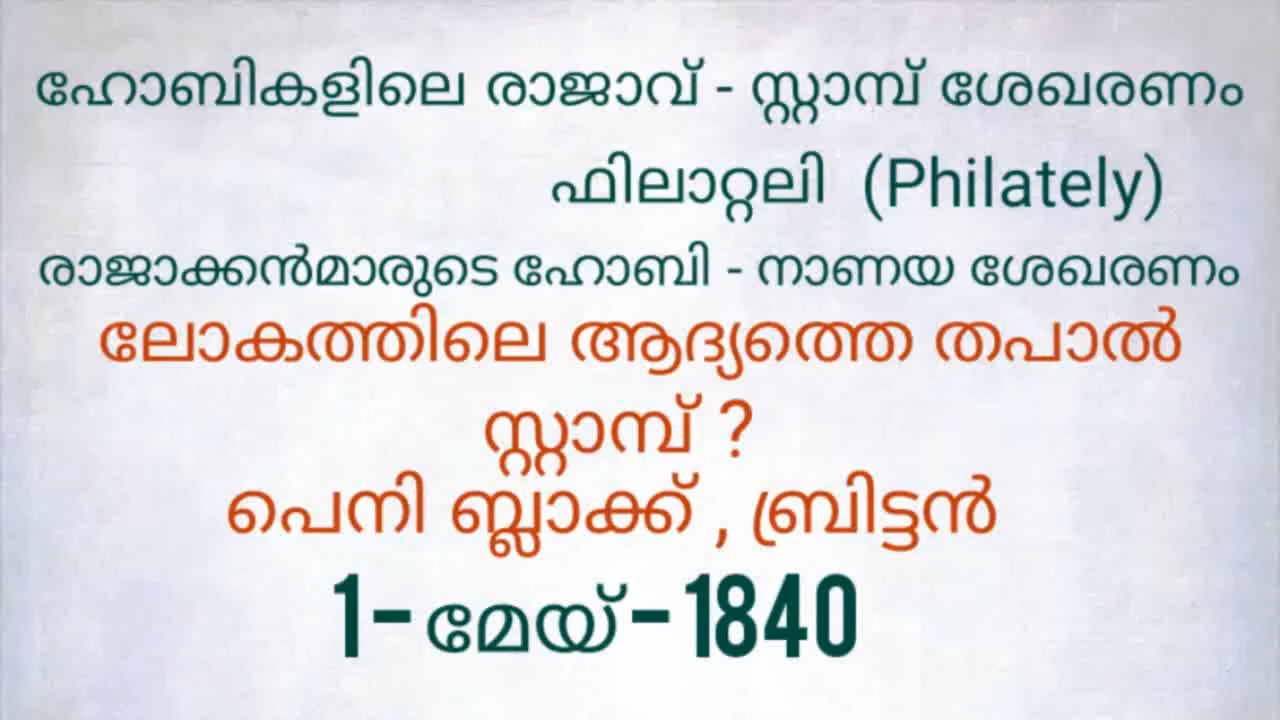 ഹോബികളിലെ രാജാവ് - സ്റ്റാമ്പ് ശേഖരണം
ഫിലാറ്റലി (Philately)
രാജാക്കൻമാരുടെ ഹോബി - നാണയ ശേഖരണം
ലോകത്തിലെ ആദ്യത്തെ തപാൽ
സ്റ്റാമ്പ് ?
പെനി ബ്ലാക്ക് , ബ്രിട്ടൻ
1-മേയ്-1840